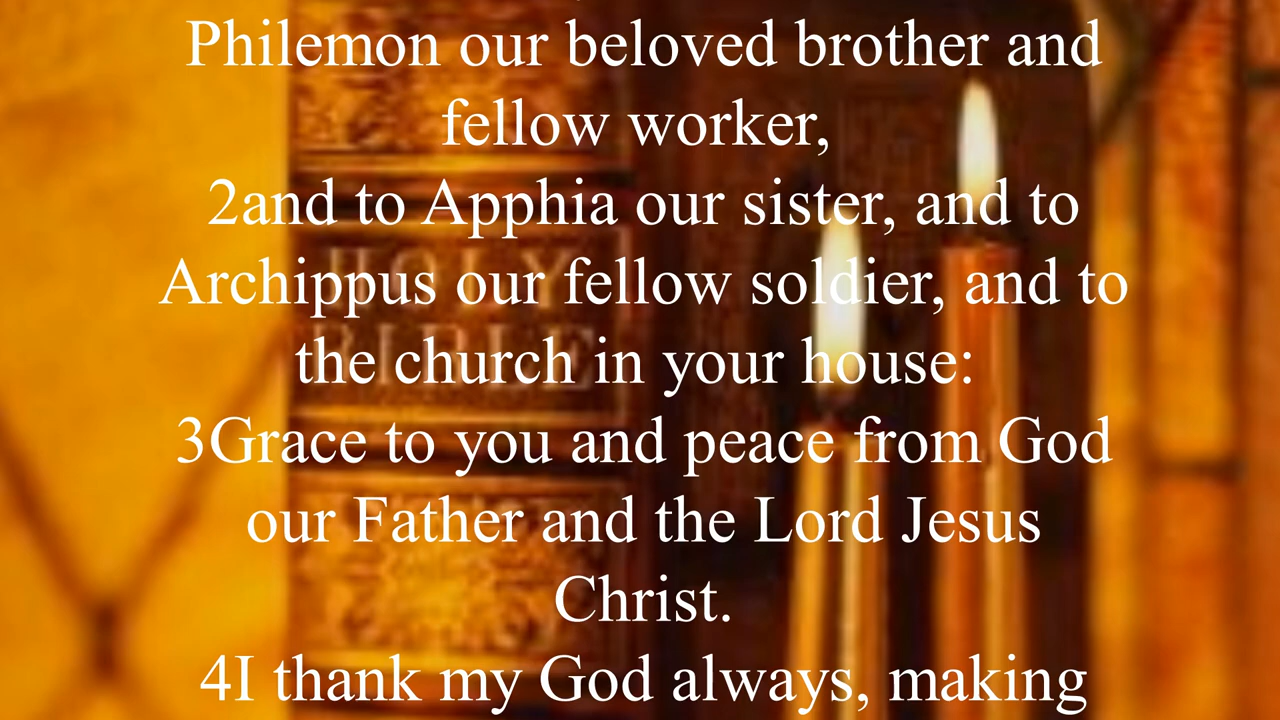 Philemon our beloved brother and
fellow worker,
2and to Apphia our sister, and to
Archippus our fellow soldier, and to
the church in your house:
3Grace to you and peace from God
our Father and the Lord Jesus
Christ.
4I thank my God always, making
HOLY
BIBLE